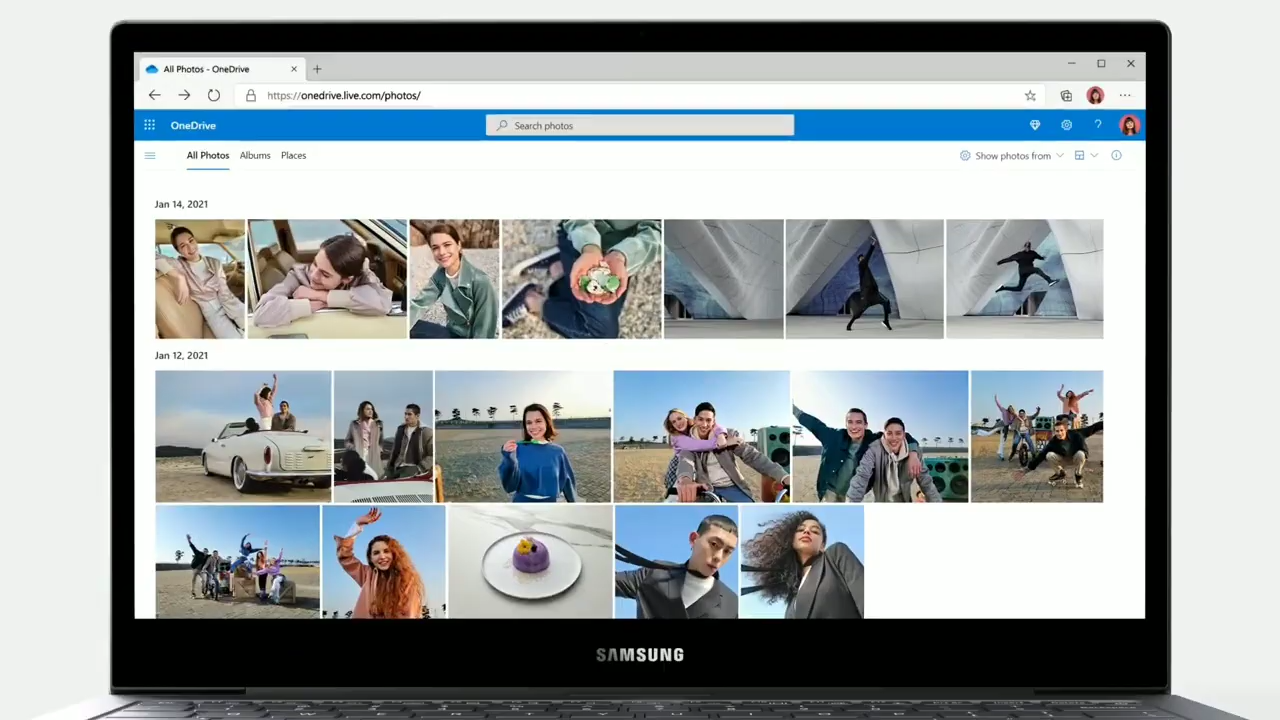 All Photos - OneDrive
https://onedrive.live.com/photos/
OneDrive
Search photos
?
All Photos
Albums
Places
Show photos from
Jan 14, 2021
Jan 12, 2021
SAMSUNG